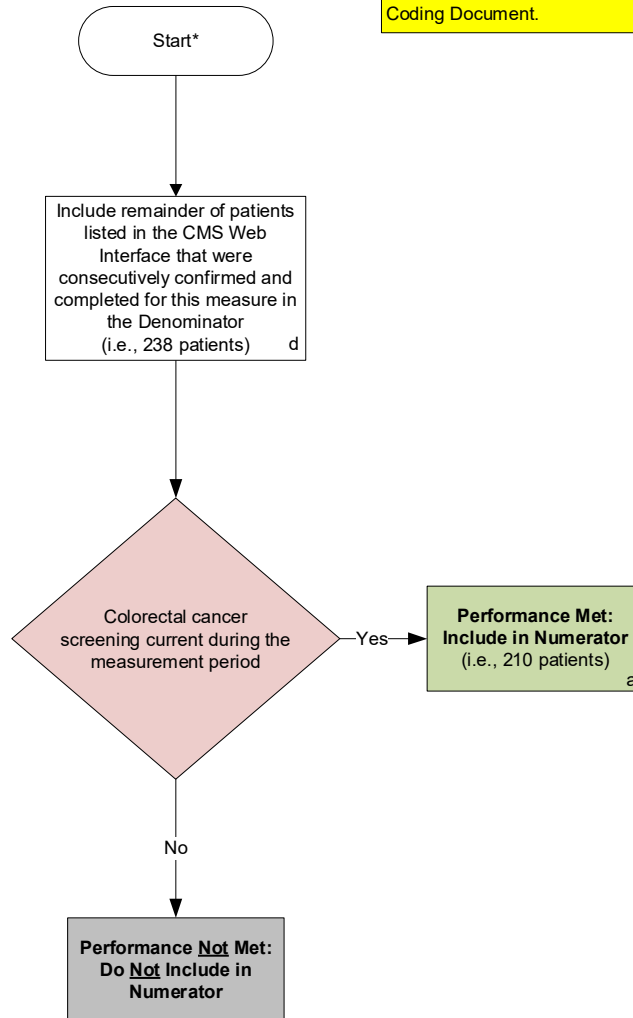 Coding Document.
Start*
Include remainder of patients
listed in the CMS Web
Interface that were
consecutively confirmed and
completed for this measure in
the Denominator
(i.e., 238 patients) d
Colorectal cancer
screening current during the
measurement period
Yes
Performance Met:
Include in Numerator
(i.e., 210 patients)
a
No
Performance Not Met:
Do Not Include in
Numerator